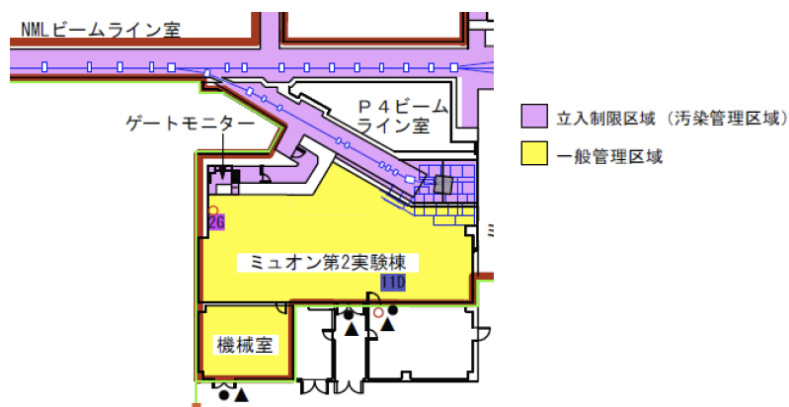 NMLビームライン室
P4ビーム
ライン室
ゲートモニター
立入制限区域（汚染管理区域）
一般管理区域
2G
ミュオン第2実験棟
11D
機械室